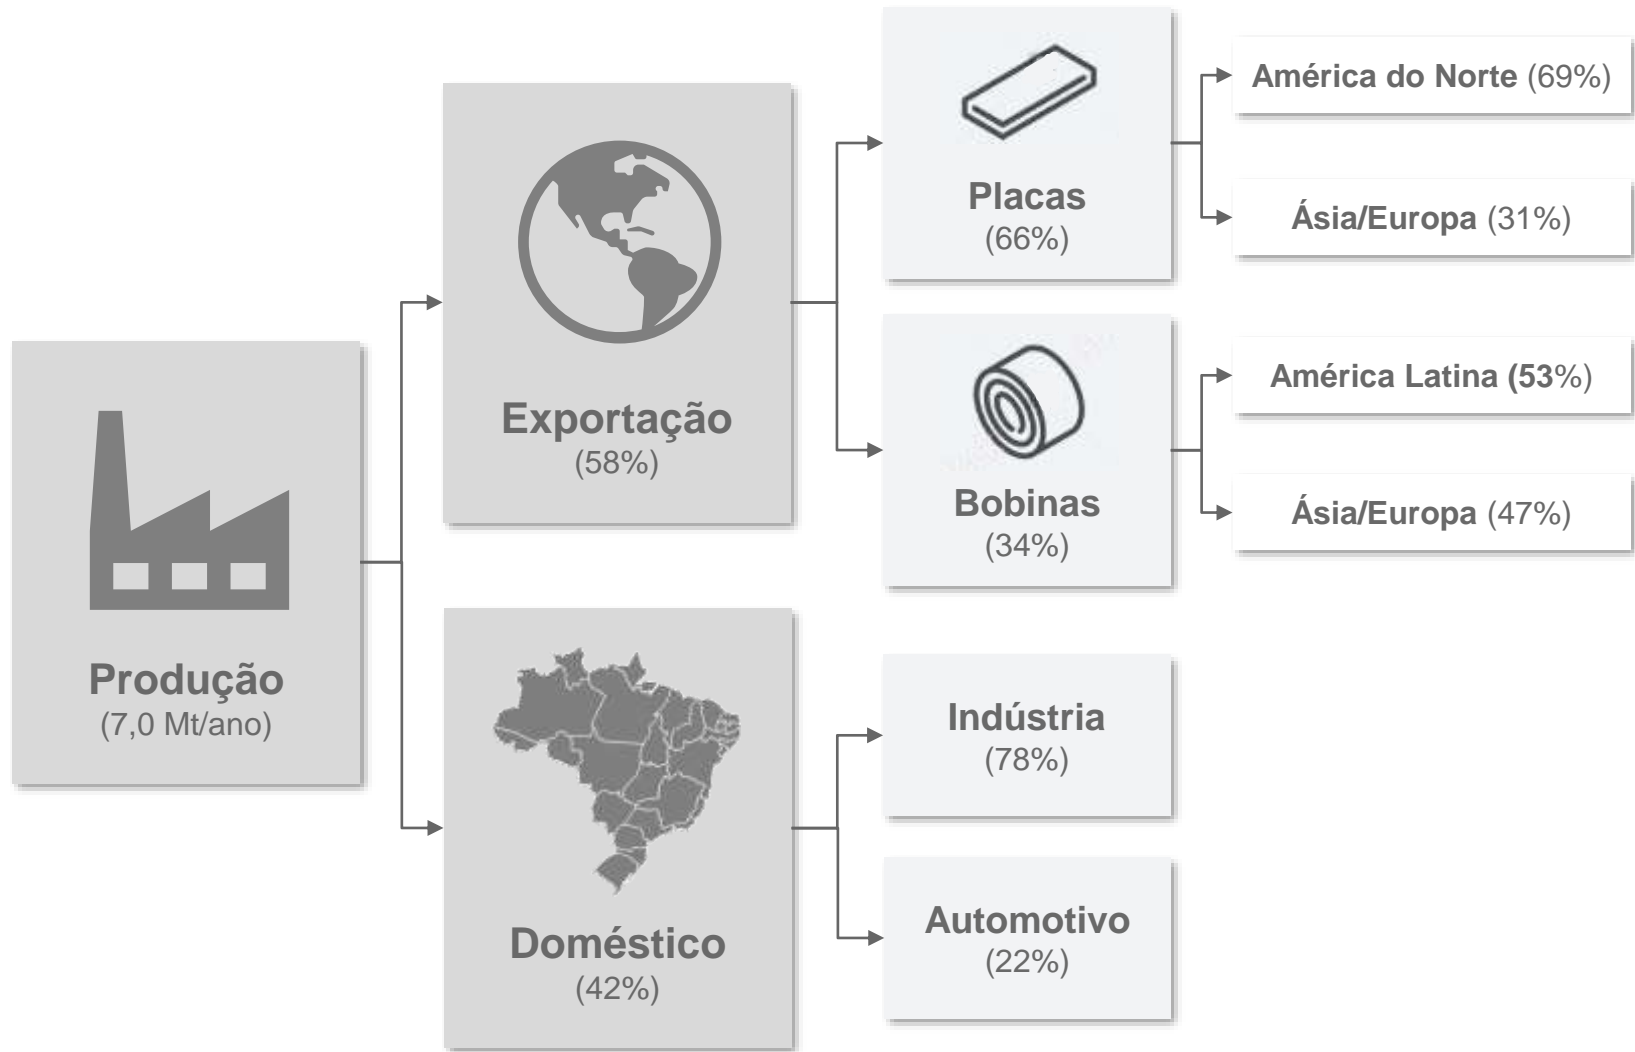 Produção
(7,0 Mt/ano)
Exportação
(58%)
Placas
(66%)
América do Norte (69%)
Ásia/Europa (31%)
Bobinas
(34%)
América Latina (53%)
Ásia/Europa (47%)
Doméstico
(42%)
Indústria
(78%)
Automotivo
(22%)